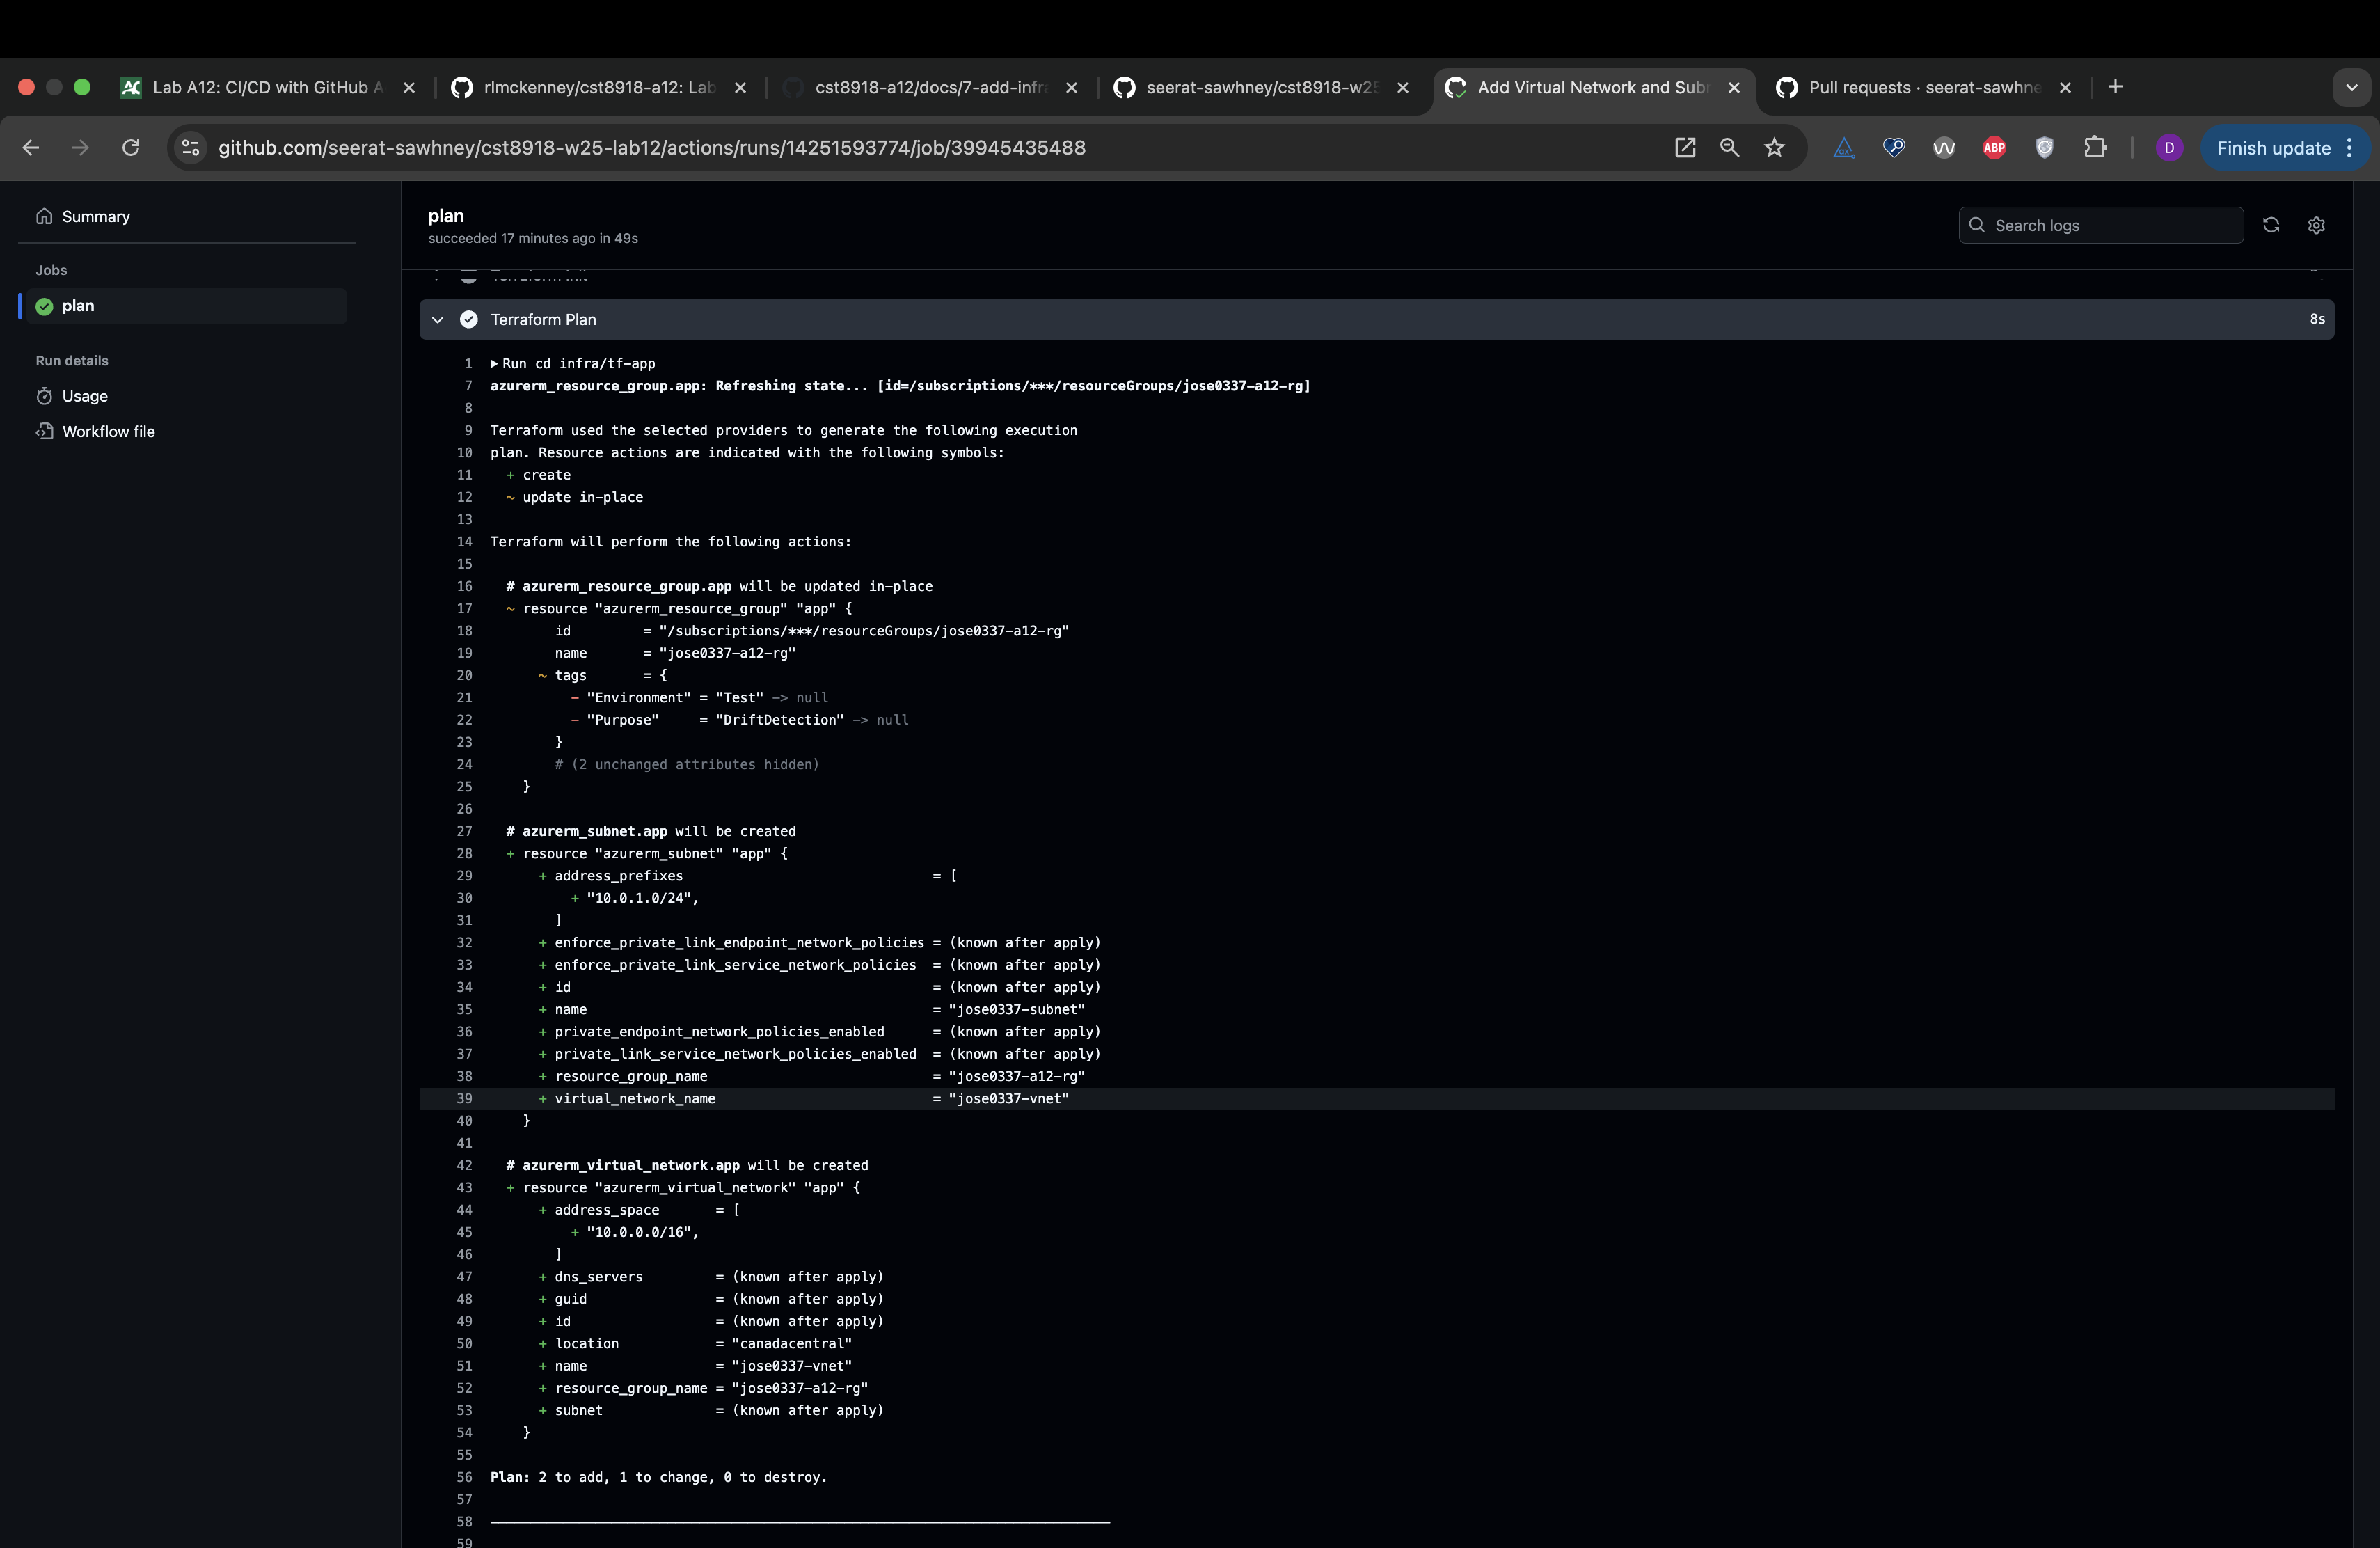 Lab A12: CI/CD with GitHub A
rlmckenney/cst8918-a12: Lab
cst8918-a12/docs/7-add-infra
seerat-sawhney/cst8918-w25
Add Virtual Network and Subn
Pull requests · seerat-sawhne
github.com/seerat-sawhney/cst8918-w25-lab12/actions/runs/14251593774/job/39945435488
ABP
D
Finish update
Summary
Jobs
plan
Run details
Usage
Workflow file
plan
succeeded 17 minutes ago in 49s
Search logs
Terraform Plan
8s
1 Run cd infra/tf-app
7 azurerm_resource_group.app: Refreshing state... [id=/subscriptions/***/resourceGroups/jose0337-a12-rg]
8
9 Terraform used the selected providers to generate the following execution
10 plan. Resource actions are indicated with the following symbols:
11 + create
12 ~ update in-place
13
14 Terraform will perform the following actions:
15
16 # azurerm_resource_group.app will be updated in-place
17 ~ resource "azurerm_resource_group" "app" {
18 id = "/subscriptions/***/resourceGroups/jose0337-a12-rg"
19 name = "jose0337-a12-rg"
20 ~ tags = {
21 - "Environment" = "Test" -> null
22 - "Purpose" = "DriftDetection" -> null
23 }
24 # (2 unchanged attributes hidden)
25 }
26
27 # azurerm_subnet.app will be created
28 + resource "azurerm_subnet" "app" {
29 + address_prefixes = [
30 + "10.0.1.0/24",
31 ]
32 + enforce_private_link_endpoint_network_policies = (known after apply)
33 + enforce_private_link_service_network_policies = (known after apply)
34 + id = (known after apply)
35 + name = "jose0337-subnet"
36 + private_endpoint_network_policies_enabled = (known after apply)
37 + private_link_service_network_policies_enabled = (known after apply)
38 + resource_group_name = "jose0337-a12-rg"
39 + virtual_network_name = "jose0337-vnet"
40 }
41
42 # azurerm_virtual_network.app will be created
43 + resource "azurerm_virtual_network" "app" {
44 + address_space = [
45 + "10.0.0.0/16",
46 ]
47 + dns_servers = (known after apply)
48 + guid = (known after apply)
49 + id = (known after apply)
50 + location = "canadacentral"
51 + name = "jose0337-vnet"
52 + resource_group_name = "jose0337-a12-rg"
53 + subnet = (known after apply)
54 }
55
56 Plan: 2 to add, 1 to change, 0 to destroy.
57
58
59